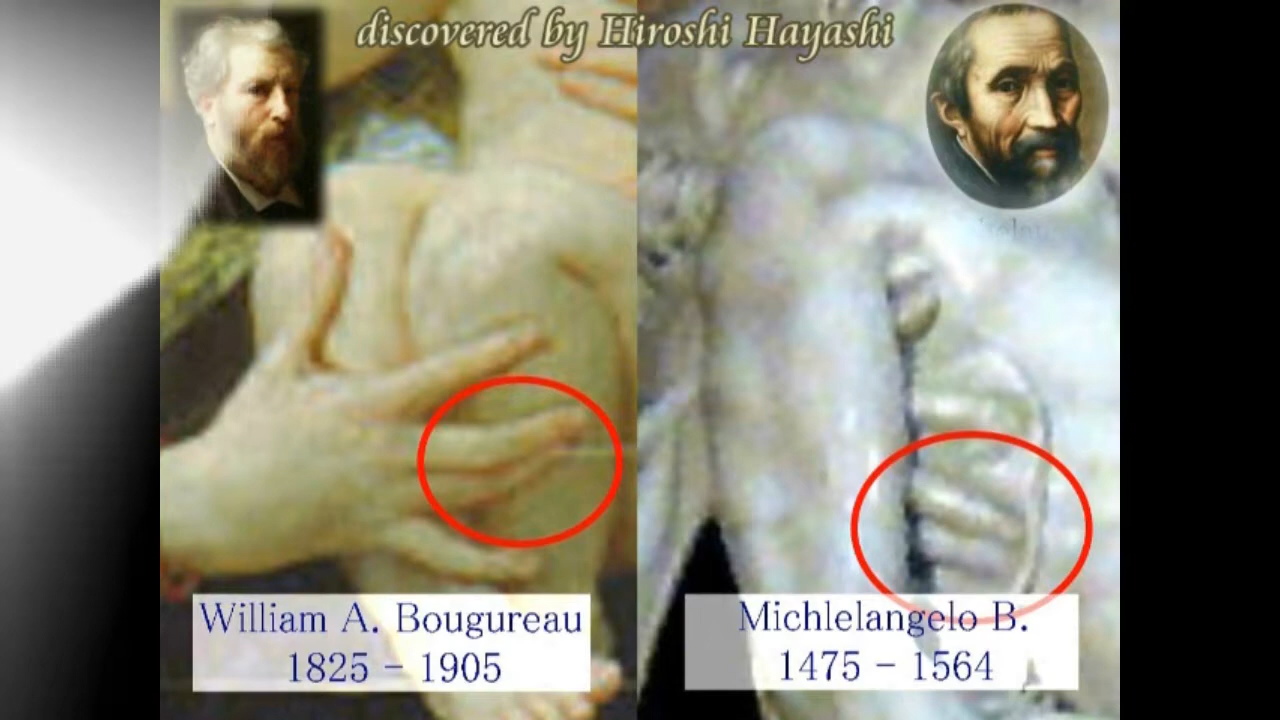 discovered by Hiroshi Hayashi
William A. Bougureau
1825 - 1905
Michlelangelo B.
1475 - 1564